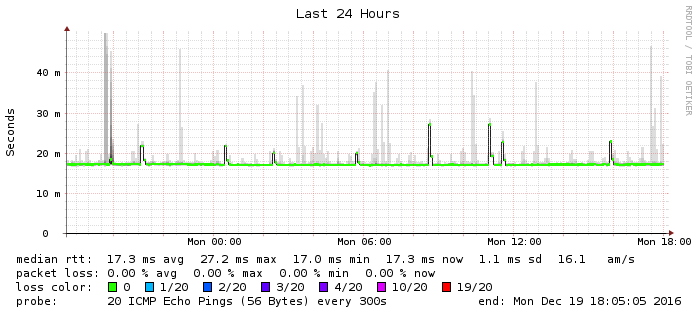 Last 24 Hours
RRDTOOL / TOBI OETIKER
Seconds
40 m
30 m
20 m
10 m
0
Mon 00:00 Mon 06:00 Mon 12:00 Mon 18:00
median rtt: 17.3 ms avg 27.2 ms max 17.0 ms min 17.3 ms now 1.1 ms sd 16.1 am/s
packet loss: 0.00 % avg 0.00 % max 0.00 % min 0.00 % now
loss color: 0 1/20 2/20 3/20 4/20 10/20 19/20
probe: 20 ICMP Echo Pings (56 Bytes) every 300s end: Mon Dec 19 18:05:05 2016